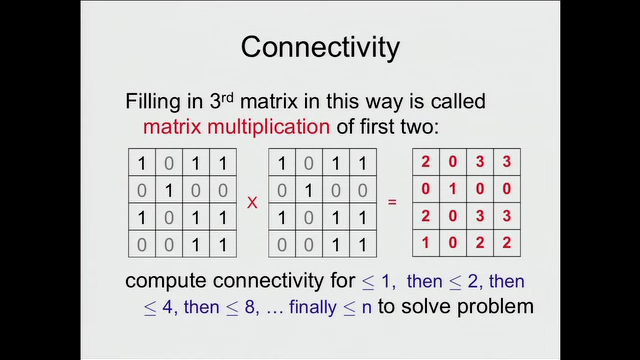 Connectivity
Filling in 3rd matrix in this way is called
matrix multiplication of first two:
1 0 1 1 1 0 1 1 2 0 3 3
0 1 0 0 0 1 0 0 0 1 0 0
X =
1 0 1 1 1 0 1 1 2 0 3 3
0 0 1 1 0 0 1 1 1 0 2 2
compute connectivity for ≤ 1, then ≤ 2, then
≤ 4, then ≤ 8, … finally ≤ n to solve problem